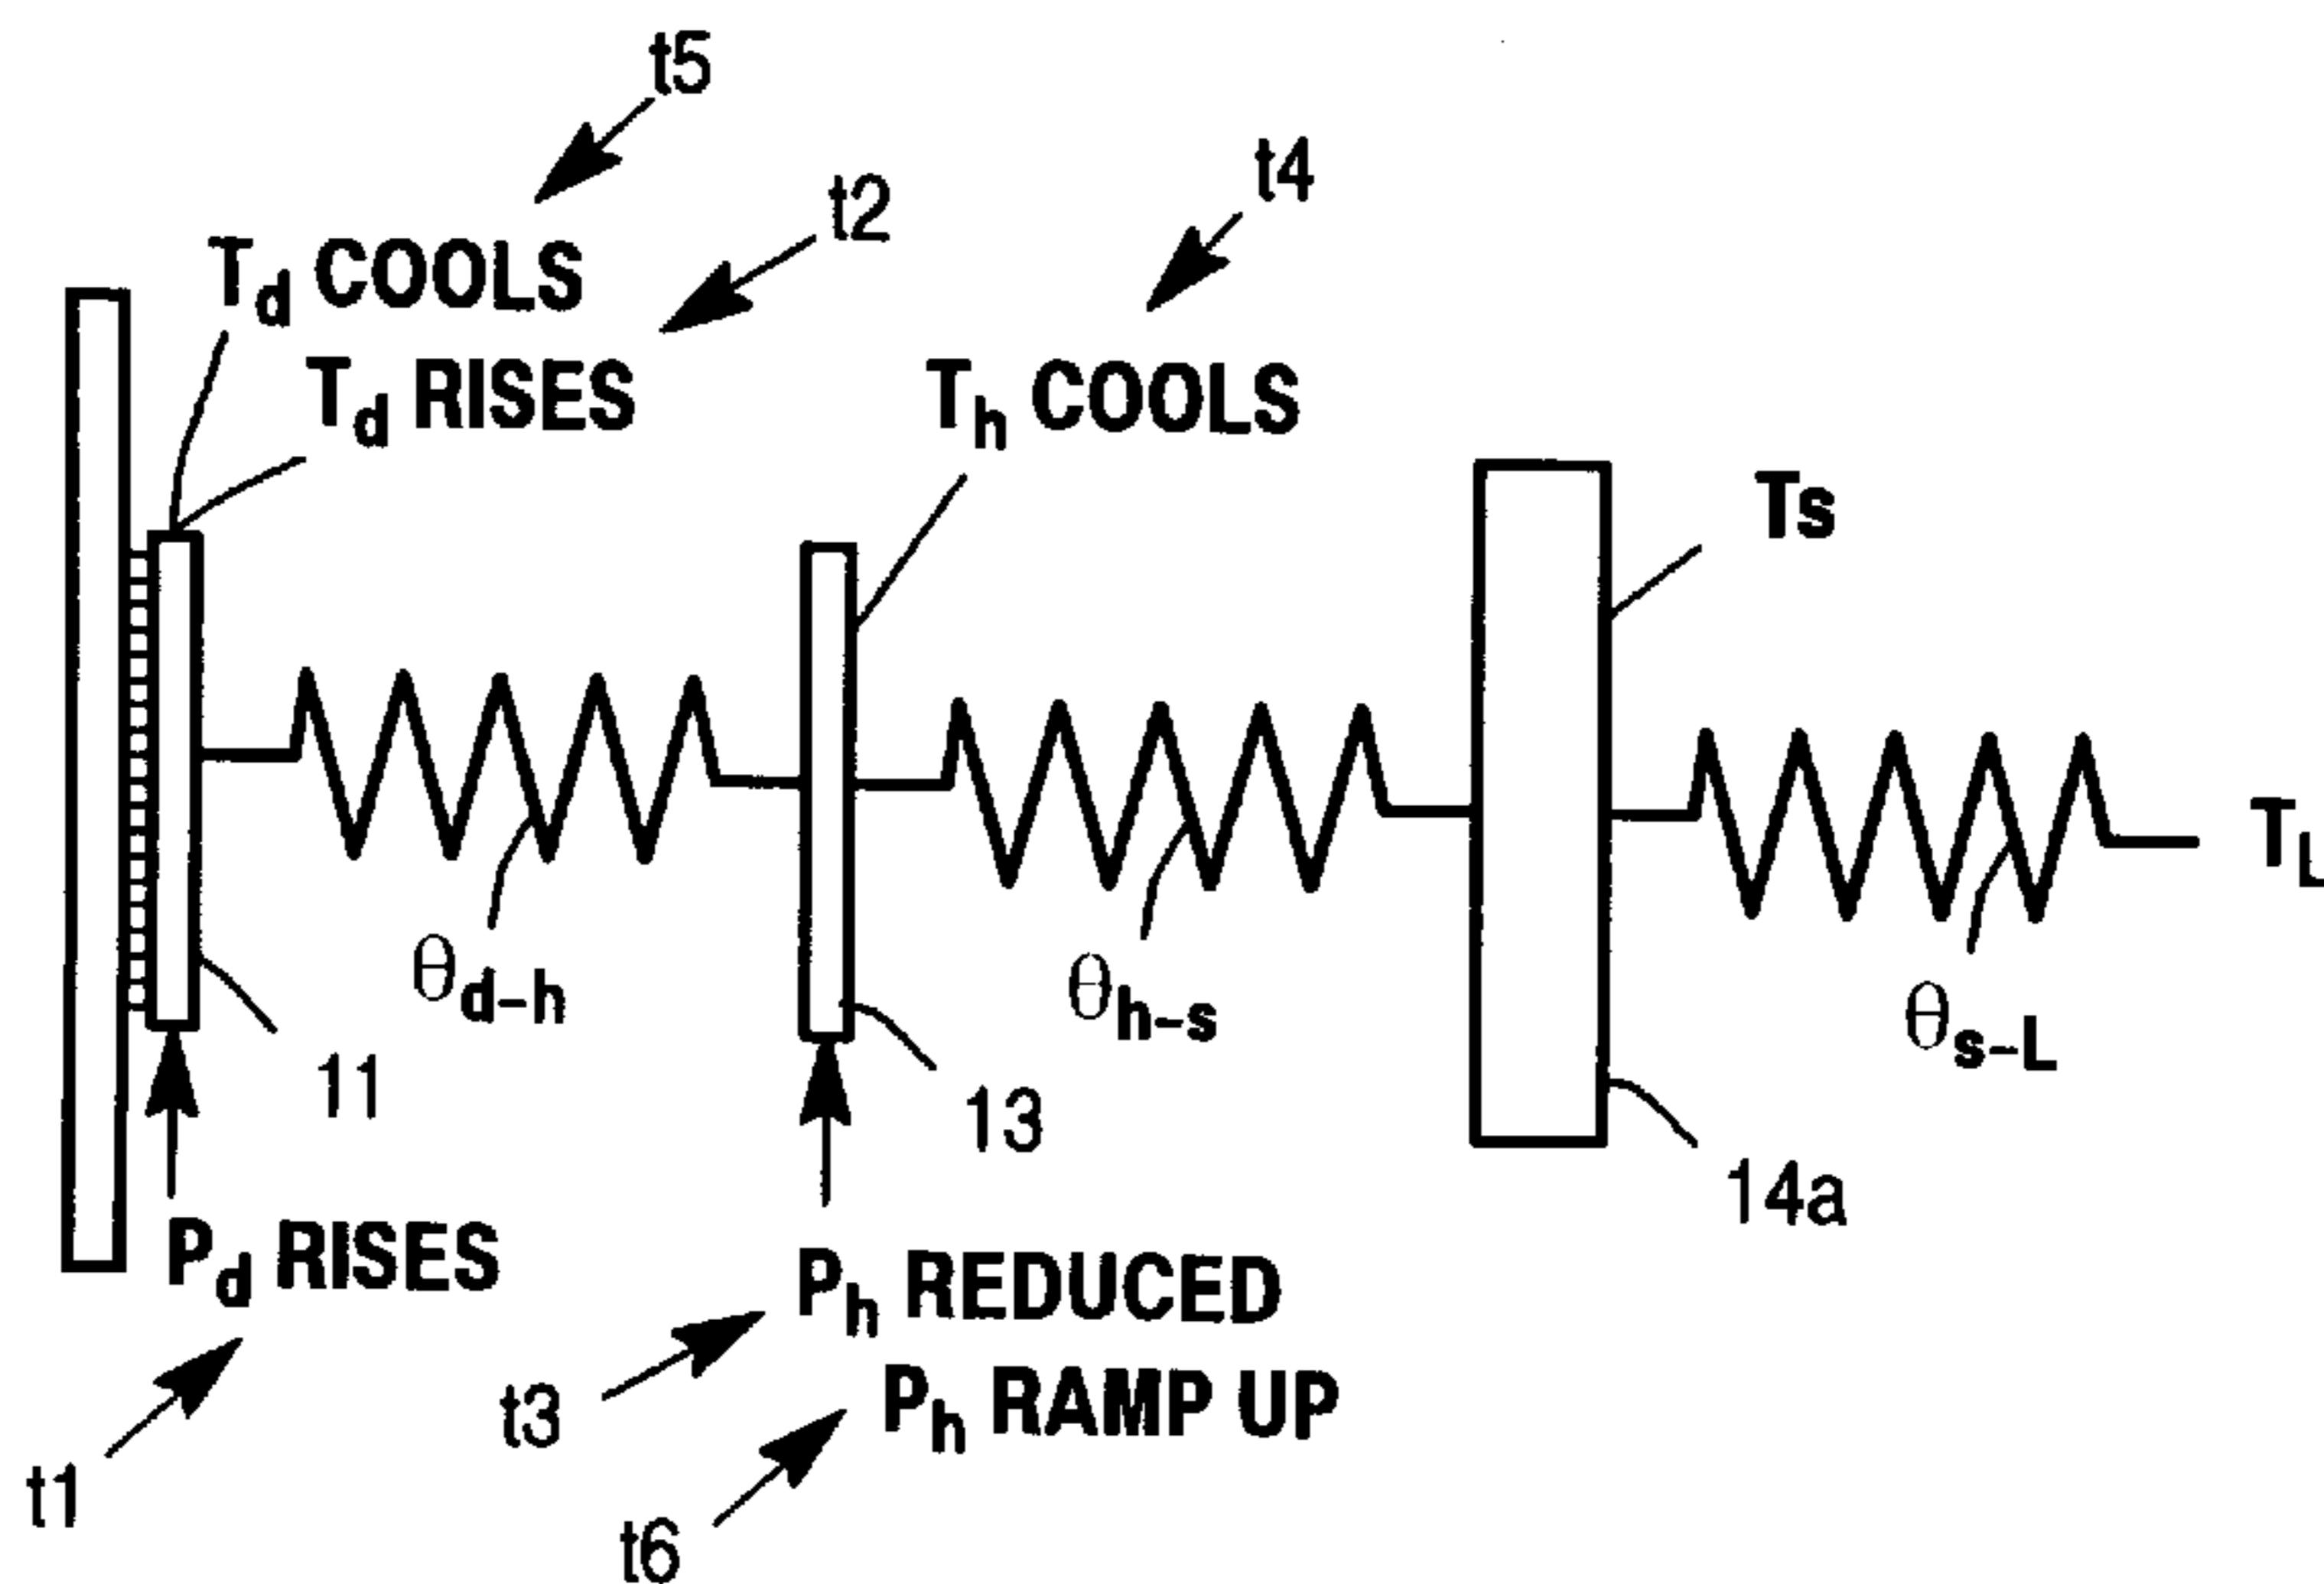 t5
t2
t4
Td COOLS
Td RISES
Th COOLS
Ts
TL
θd-h
θh-s
θs-L
11
13
14a
Pd RISES
Ph REDUCED
Ph RAMP UP
t1
t3
t6